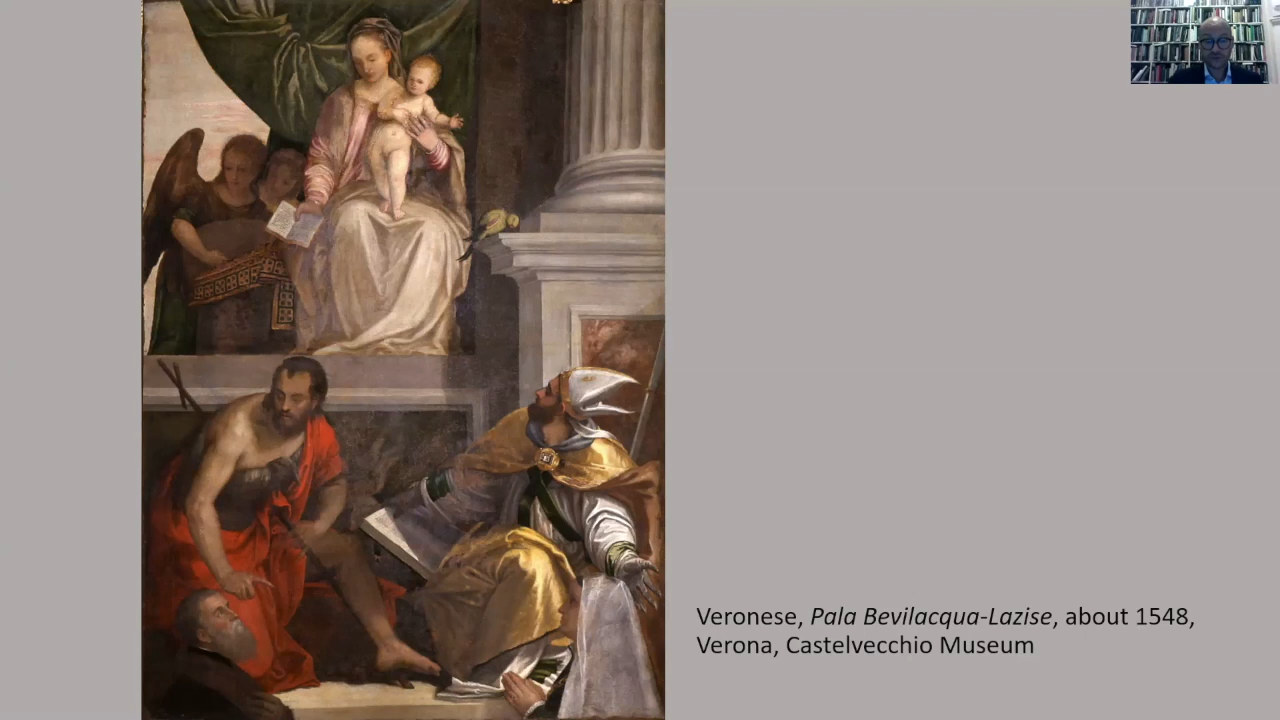 Veronese, Pala Bevilacqua-Lazise, about 1548,
Verona, Castelvecchio Museum